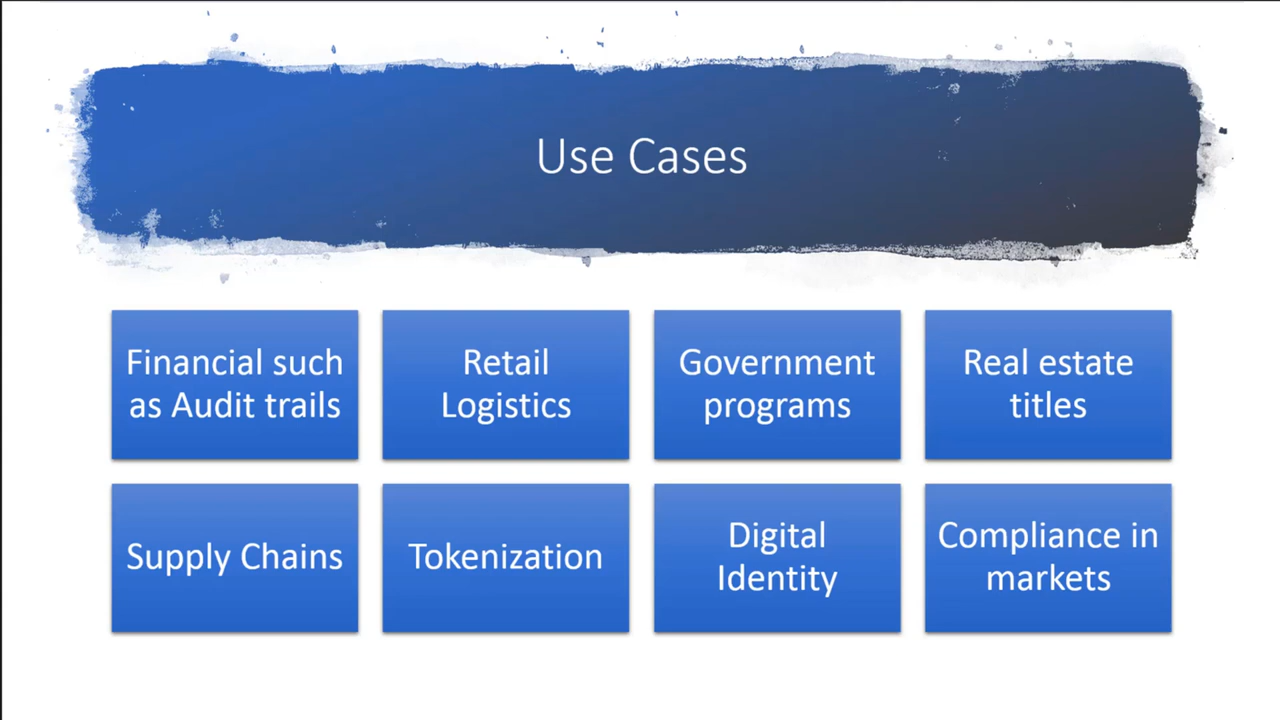 Use Cases
Financial such
as Audit trails
Retail
Logistics
Government
programs
Real estate
titles
Supply Chains
Tokenization
Digital
Identity
Compliance in
markets